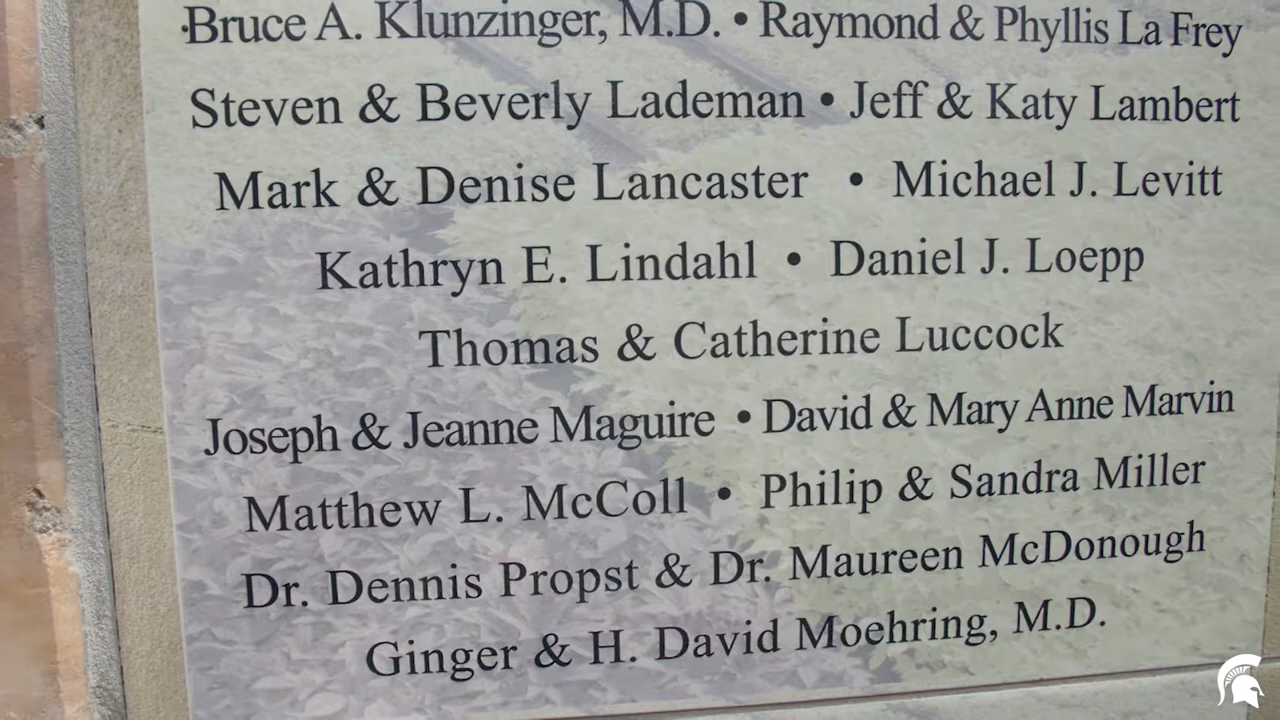 Bruce A. Klunzinger, M.D. • Raymond & Phyllis La Frey
Steven & Beverly Lademan • Jeff & Katy Lambert
Mark & Denise Lancaster • Michael J. Levitt
Kathryn E. Lindahl • Daniel J. Loepp
Thomas & Catherine Luccock
Joseph & Jeanne Maguire • David & Mary Anne Marvin
Matthew L. McColl • Philip & Sandra Miller
Dr. Dennis Propst & Dr. Maureen McDonough
Ginger & H. David Moehring, M.D.